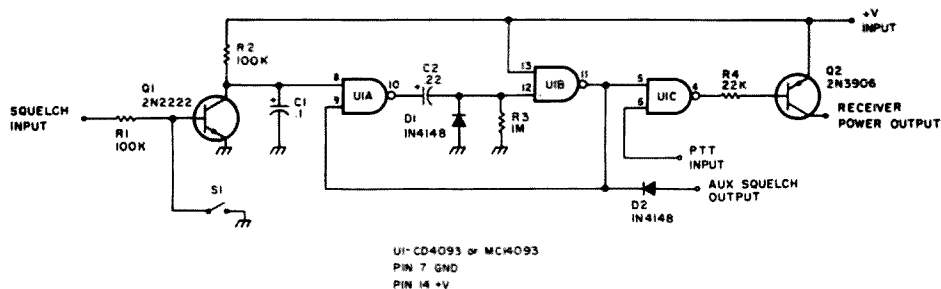 +V
INPUT
R2
100K
Q1
2N2222
SQUELCH
INPUT
R1
100K
+
C1
.1
8
9
U1A
10
+
C2
.22
D1
1N4148
R3
1M
13
12
U1B
11
5
6
U1C
4
R4
22K
Q2
2N3906
RECEIVER
POWER OUTPUT
PTT
INPUT
AUX SQUELCH
OUTPUT
D2
1N4148
S1
U1-CD4093 or MC14093
PIN 7 GND
PIN 14 +V